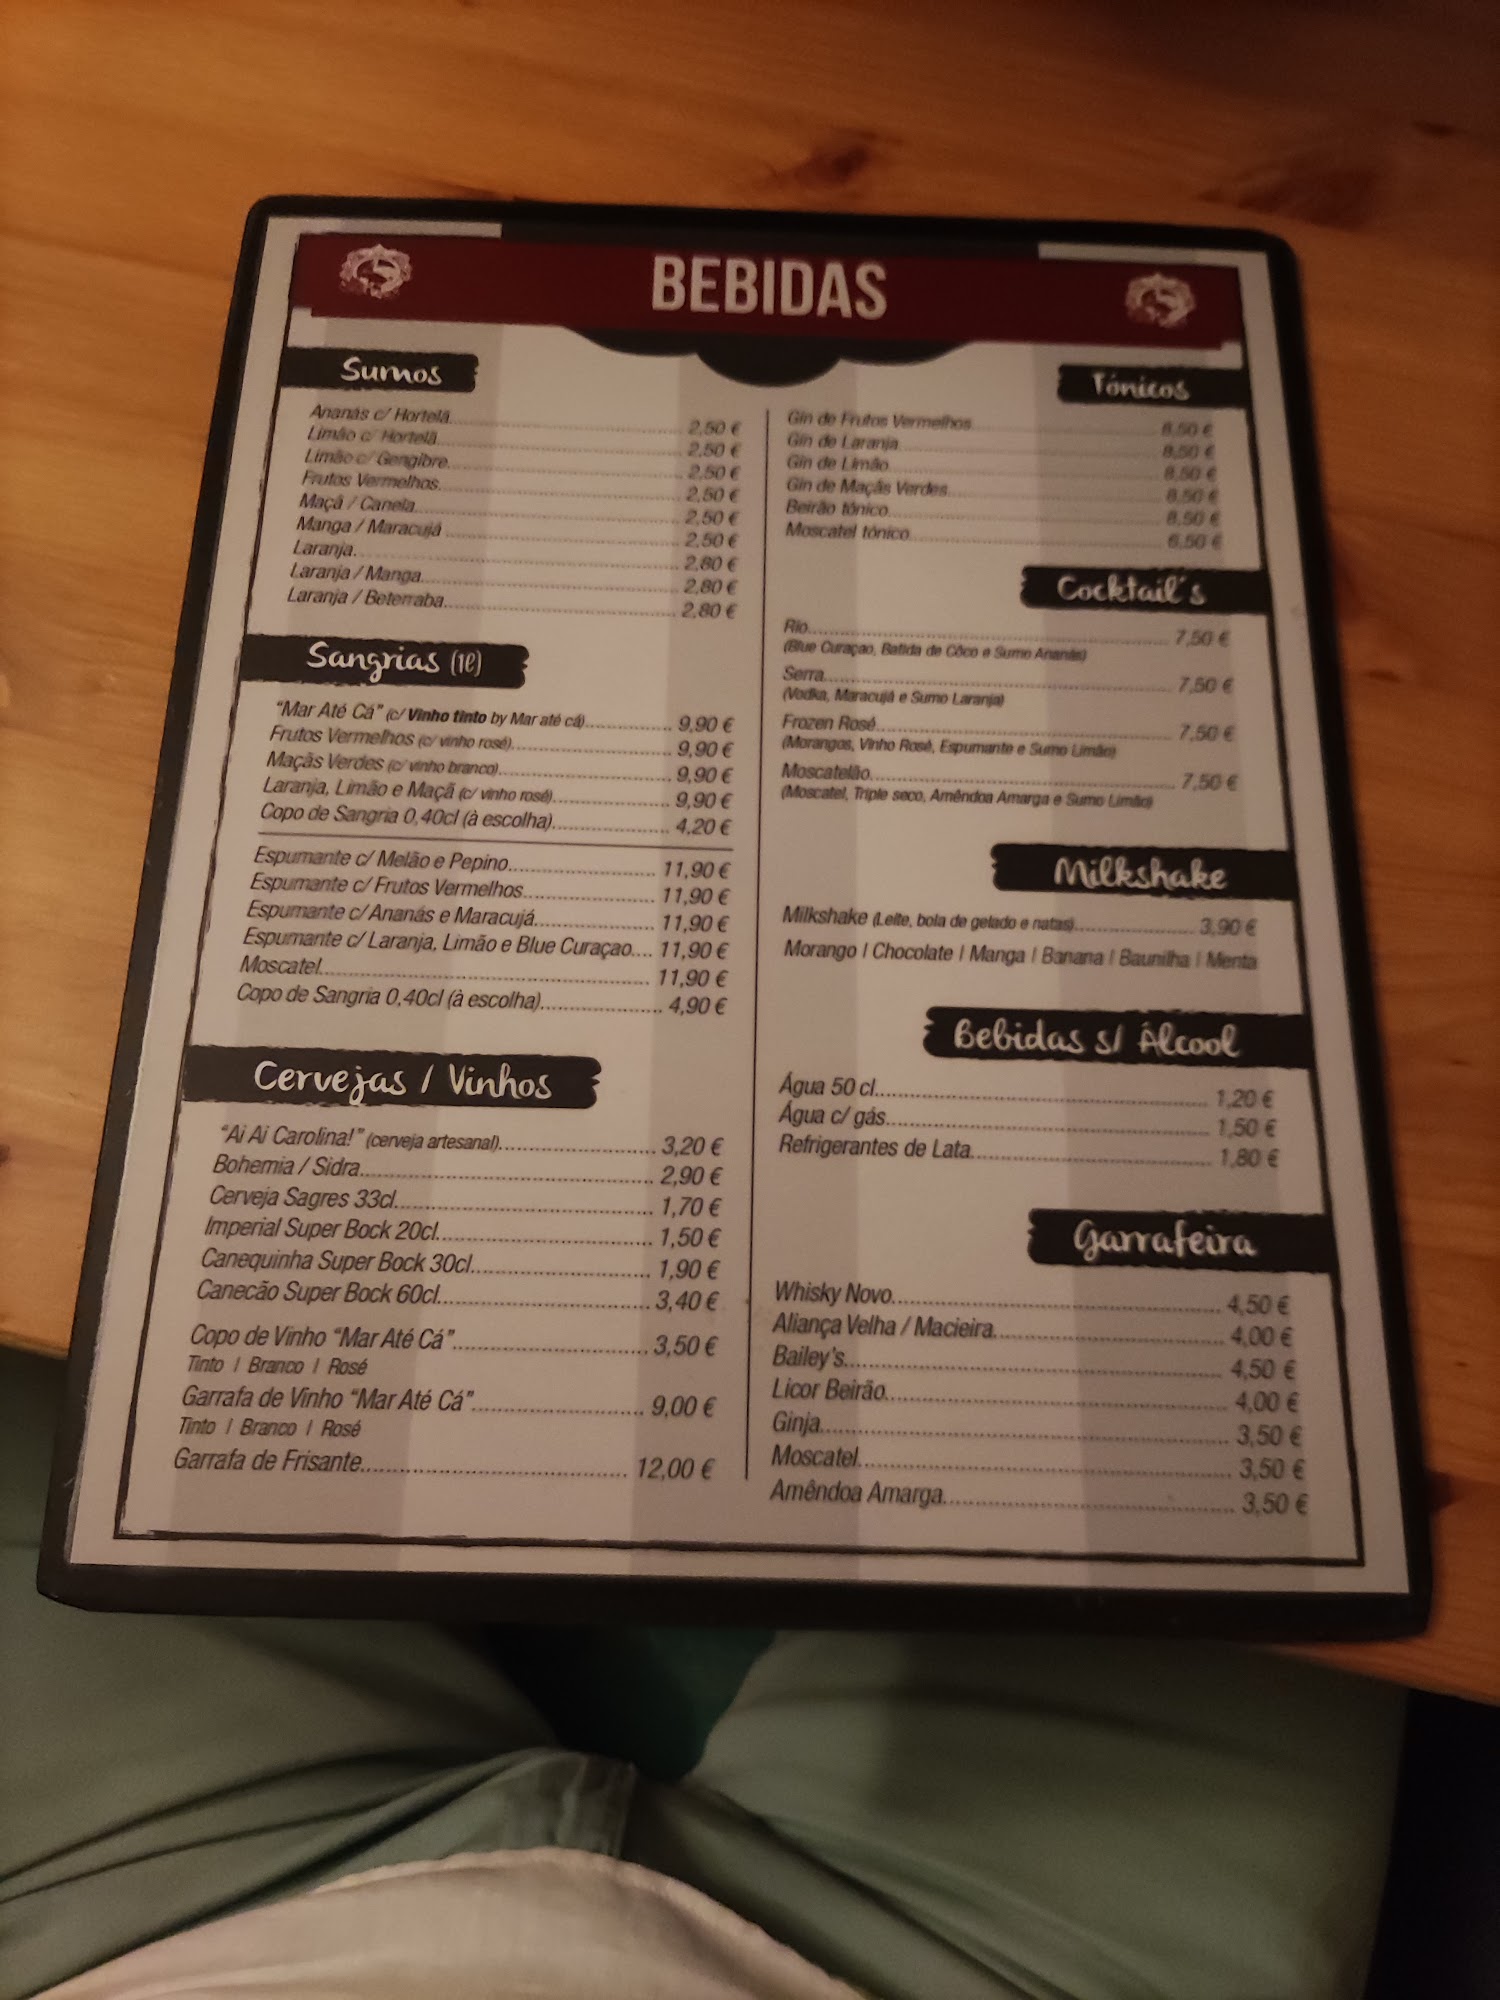 BEBIDAS
Sumos
Ananás c/ Hortelã 2,50 €
Limão c/ Hortelã 2,50 €
Limão c/ Gengibre 2,50 €
Frutos Vermelhos 2,50 €
Maçã / Canela 2,50 €
Manga / Maracujá 2,50 €
Laranja 2,80 €
Laranja / Manga 2,80 €
Laranja / Beterraba 2,80 €
Sangrias (1ℓ)
"Mar Até Cá" (c/ Vinho tinto by Mar até cá) 9,90 €
Frutos Vermelhos (c/ vinho rosé) 9,90 €
Maçãs Verdes (c/ vinho branco) 9,90 €
Laranja, Limão e Maçã (c/ vinho rosé) 9,90 €
Copo de Sangria 0,40cl (à escolha) 4,20 €
Espumante c/ Melão e Pepino 11,90 €
Espumante c/ Frutos Vermelhos 11,90 €
Espumante c/ Ananás e Maracujá 11,90 €
Espumante c/ Laranja, Limão e Blue Curaçao 11,90 €
Moscatel 11,90 €
Copo de Sangria 0,40cl (à escolha) 4,90 €
Cervejas / Vinhos
"Ai Ai Carolina!" (cerveja artesanal) 3,20 €
Bohemia / Sidra 2,90 €
Cerveja Sagres 33cl 1,70 €
Imperial Super Bock 20cl 1,50 €
Canequinha Super Bock 30cl 1,90 €
Canecão Super Bock 60cl 3,40 €
Copo de Vinho "Mar Até Cá" 3,50 €
Tinto | Branco | Rosé
Garrafa de Vinho "Mar Até Cá" 9,00 €
Tinto | Branco | Rosé
Garrafa de Frisante 12,00 €
Tónicos
Gin de Frutos Vermelhos 8,50 €
Gin de Laranja 8,50 €
Gin de Limão 8,50 €
Gin de Maçãs Verdes 8,50 €
Beirão tónico 8,50 €
Moscatel tónico 6,50 €
Cocktail's
Rio 7,50 €
(Blue Curaçao, Batida de Côco e Sumo Ananás)
Serra 7,50 €
(Vodka, Maracujá e Sumo Laranja)
Frozen Rosé 7,50 €
(Morangos, Vinho Rosé, Espumante e Sumo Limão)
Moscatelão 7,50 €
(Moscatel, Triple seco, Amêndoa Amarga e Sumo Limão)
Milkshake
Milkshake (Leite, bola de gelado e natas) 3,90 €
Morango | Chocolate | Manga | Banana | Baunilha | Menta
Bebidas s/ Álcool
Água 50 cl 1,20 €
Água c/ gás 1,50 €
Refrigerantes de Lata 1,80 €
Garrafeira
Whisky Novo 4,50 €
Aliança Velha / Macieira 4,00 €
Bailey's 4,50 €
Licor Beirão 4,00 €
Ginja 3,50 €
Moscatel 3,50 €
Amêndoa Amarga 3,50 €